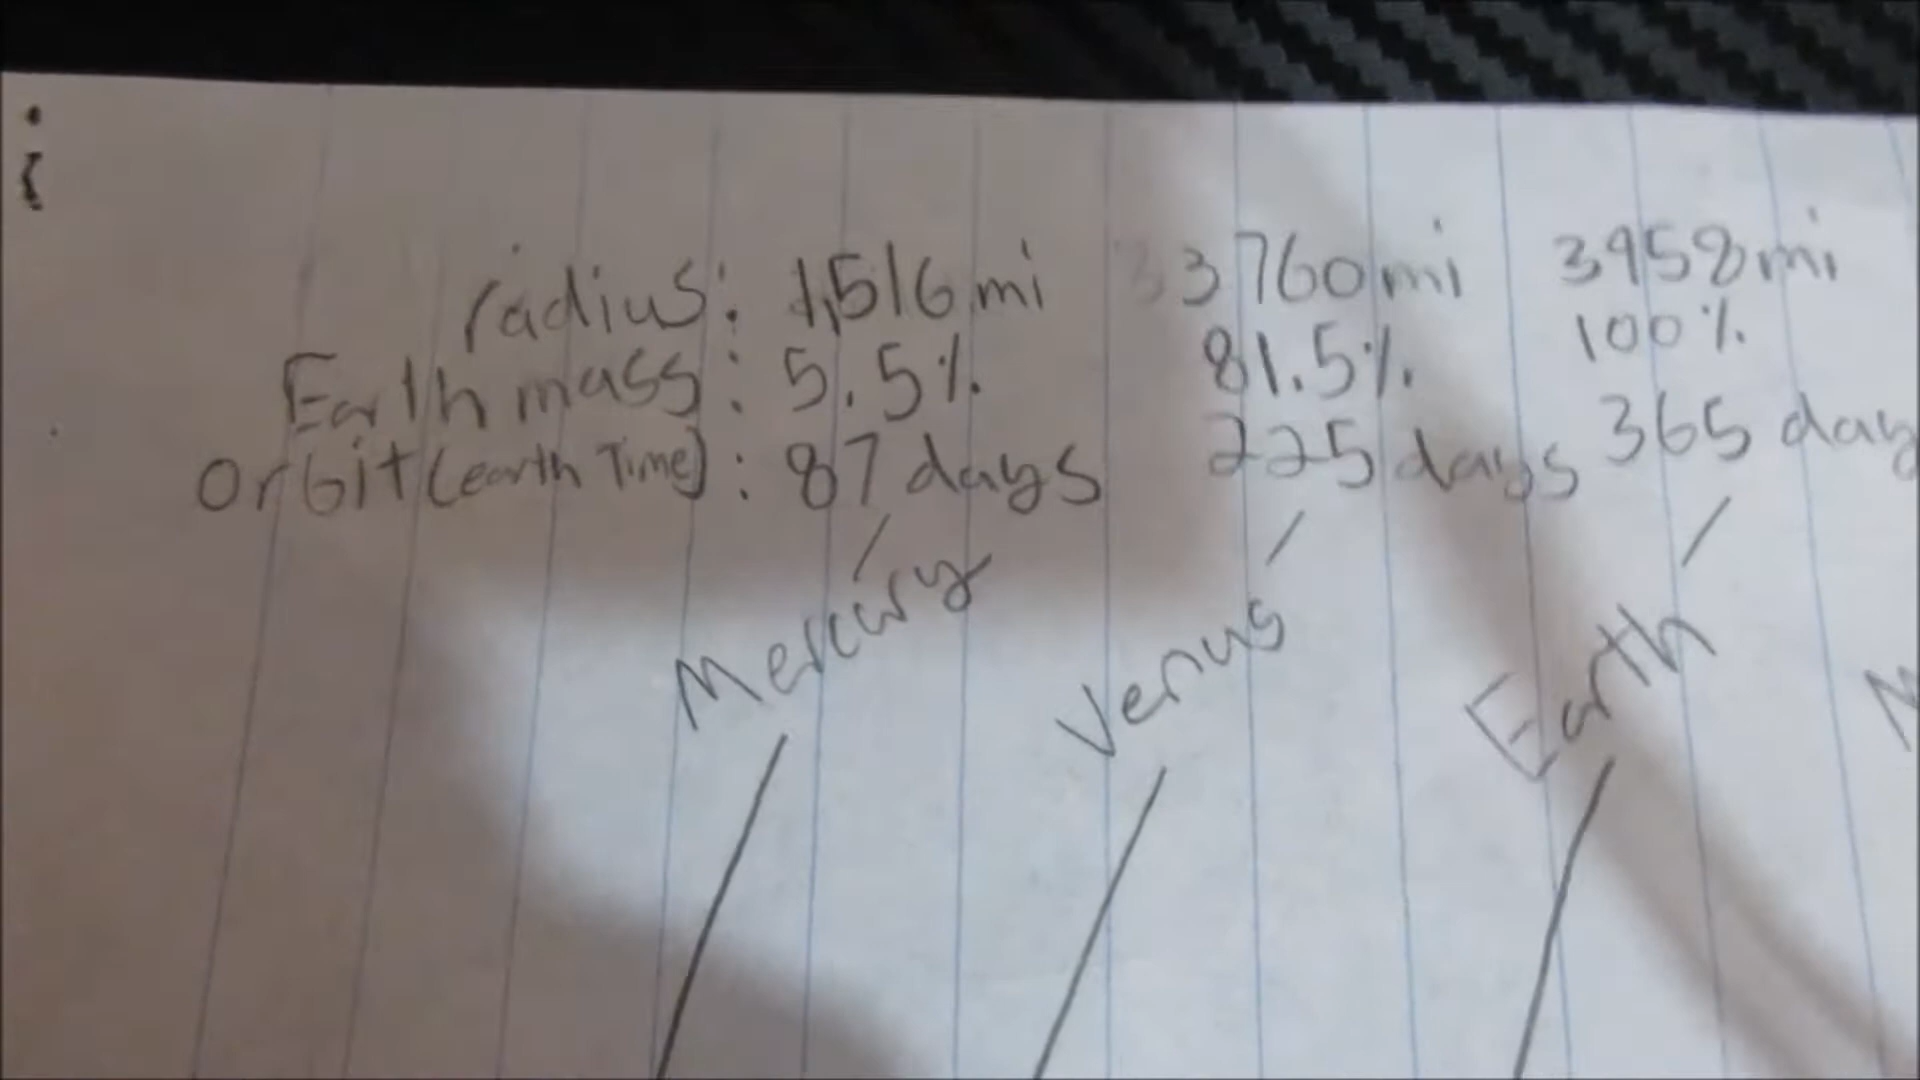 radius: 1,516 mi 3760 mi 3958 mi
Earth mass: 5.5% 81.5% 100%
Orbit (earth Time): 87 days 225 days 365 day
Mercury Venus Earth